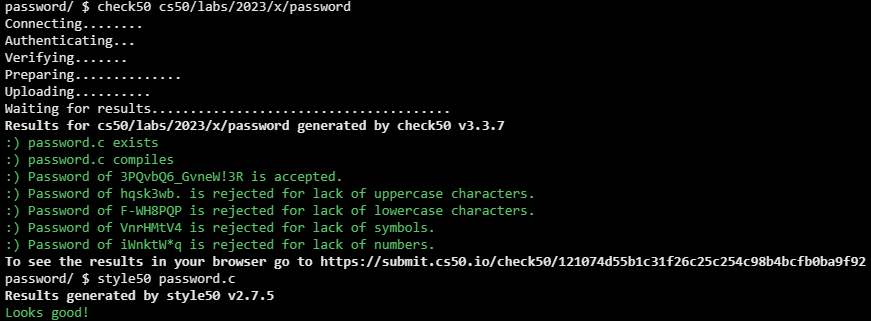 password/ $ check50 cs50/labs/2023/x/password
Connecting........
Authenticating...
Verifying.......
Preparing..............
Uploading..........
Waiting for results.......................................
Results for cs50/labs/2023/x/password generated by check50 v3.3.7
:) password.c exists
:) password.c compiles
:) Password of 3PQvbQ6_GvneW!3R is accepted.
:) Password of hqsk3wb. is rejected for lack of uppercase characters.
:) Password of F-WH8PQP is rejected for lack of lowercase characters.
:) Password of VnrHMtV4 is rejected for lack of symbols.
:) Password of iWnktW*q is rejected for lack of numbers.
To see the results in your browser go to https://submit.cs50.io/check50/121074d55b1c31f26c25c254c98b4bcfb0ba9f92
password/ $ style50 password.c
Results generated by style50 v2.7.5
Looks good!